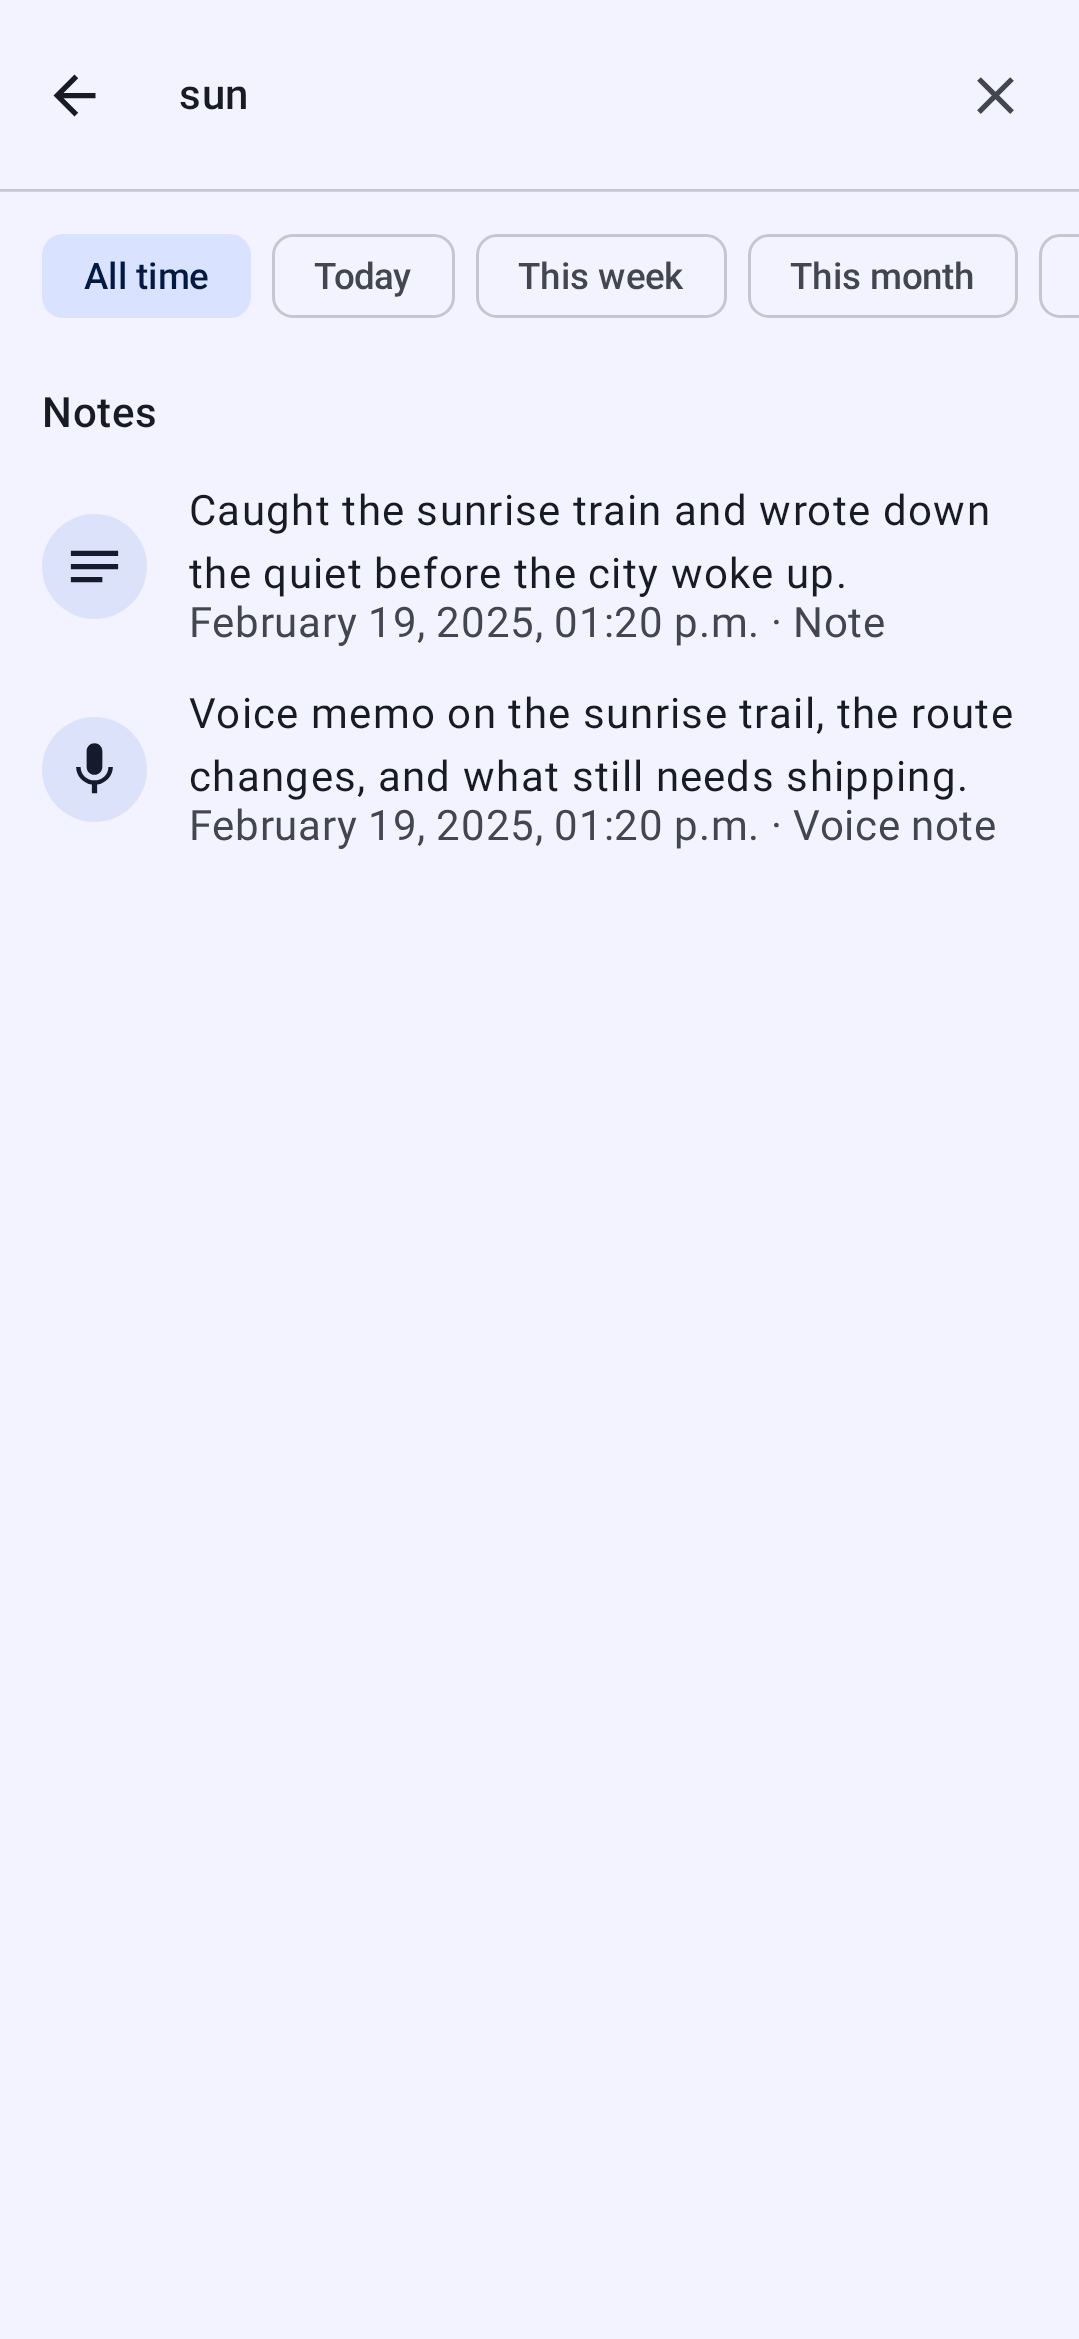 sun
All time
Today
This week
This month
Notes
Caught the sunrise train and wrote down
the quiet before the city woke up.
February 19, 2025, 01:20 p.m. · Note
Voice memo on the sunrise trail, the route
changes, and what still needs shipping.
February 19, 2025, 01:20 p.m. · Voice note